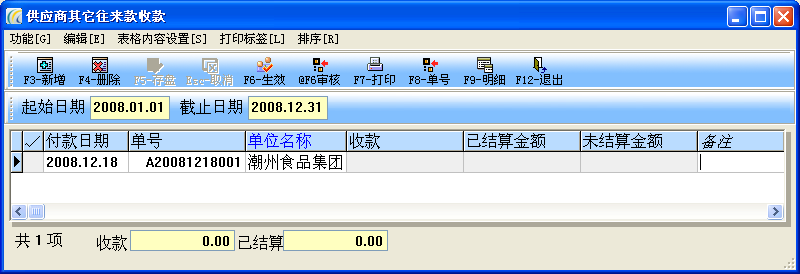 供应商其它往来款收款
功能[G] 编辑[E] 表格内容设置[S] 打印标签[L] 排序[R]
F3-新增 F4-删除 F5-存盘 Esc-取消 F6-生效 @F6审核 F7-打印 F8-单号 F9-明细 F12-退出
起始日期 2008.01.01 截止日期 2008.12.31
付款日期 单号 单位名称 收款 已结算金额 未结算金额 备注
2008.12.18 A20081218001 潮州食品集团
共 1 项 收款 0.00 已结算 0.00